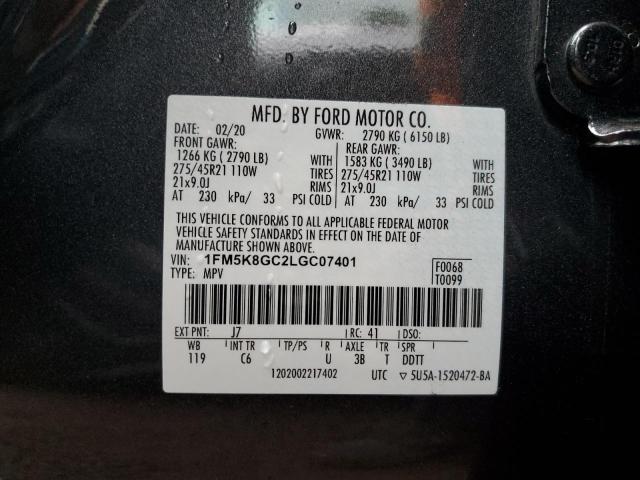 MFD. BY FORD MOTOR CO.
DATE: 02/20 GVWR: 2790 KG ( 6150 LB)
FRONT GAWR: REAR GAWR:
1266 KG ( 2790 LB) WITH 1583 KG ( 3490 LB) WITH
275/45R21 110W TIRES 275/45R21 110W TIRES
21x9.0J RIMS 21x9.0J RIMS
AT 230 kPa/ 33 PSI COLD AT 230 kPa/ 33 PSI COLD
THIS VEHICLE CONFORMS TO ALL APPLICABLE FEDERAL MOTOR
VEHICLE SAFETY STANDARDS IN EFFECT ON THE DATE OF
MANUFACTURE SHOWN ABOVE.
VIN: 1FM5K8GC2LGC07401 F0068
TYPE: MPV T0099
EXT PNT: J7 RC: 41 DSO:
WB INT TR TP/PS R AXLE TR SPR
119 C6 U 3B T DDTT
1202002217402 UTC ▽ 5U5A-1520472-BA